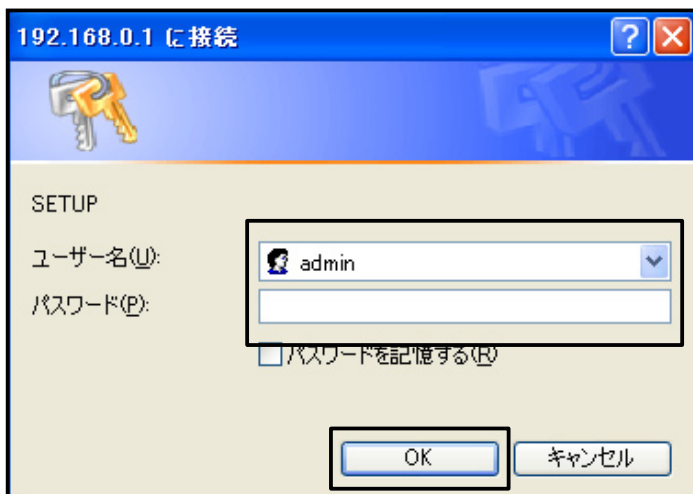 192.168.0.1 に接続
SETUP
ユーザー名(U):
admin
パスワード(P):
パスワードを記憶する(R)
OK
キャンセル